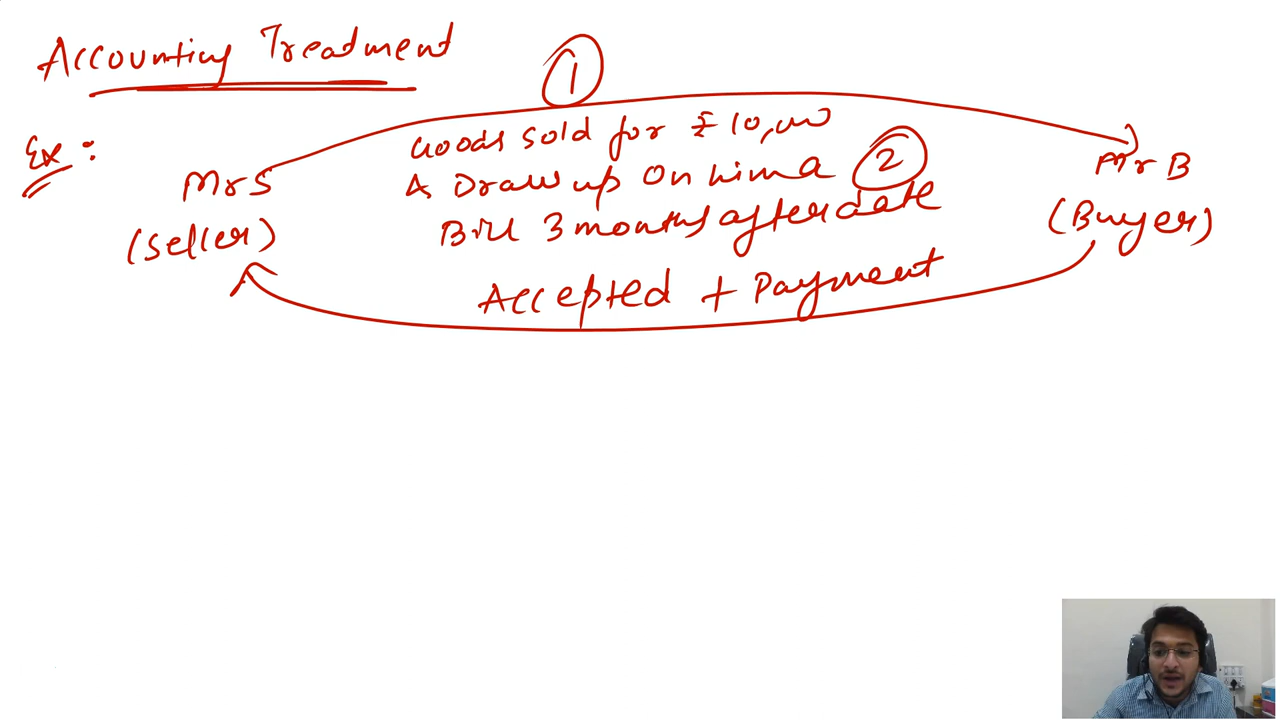 Accounting Treatment
Ex:
1
Goods sold for ₹ 10,000
& Draw up on him a 2
Bill 3 months after date
Mr S
(Seller)
Mr B
(Buyer)
Accepted + Payment